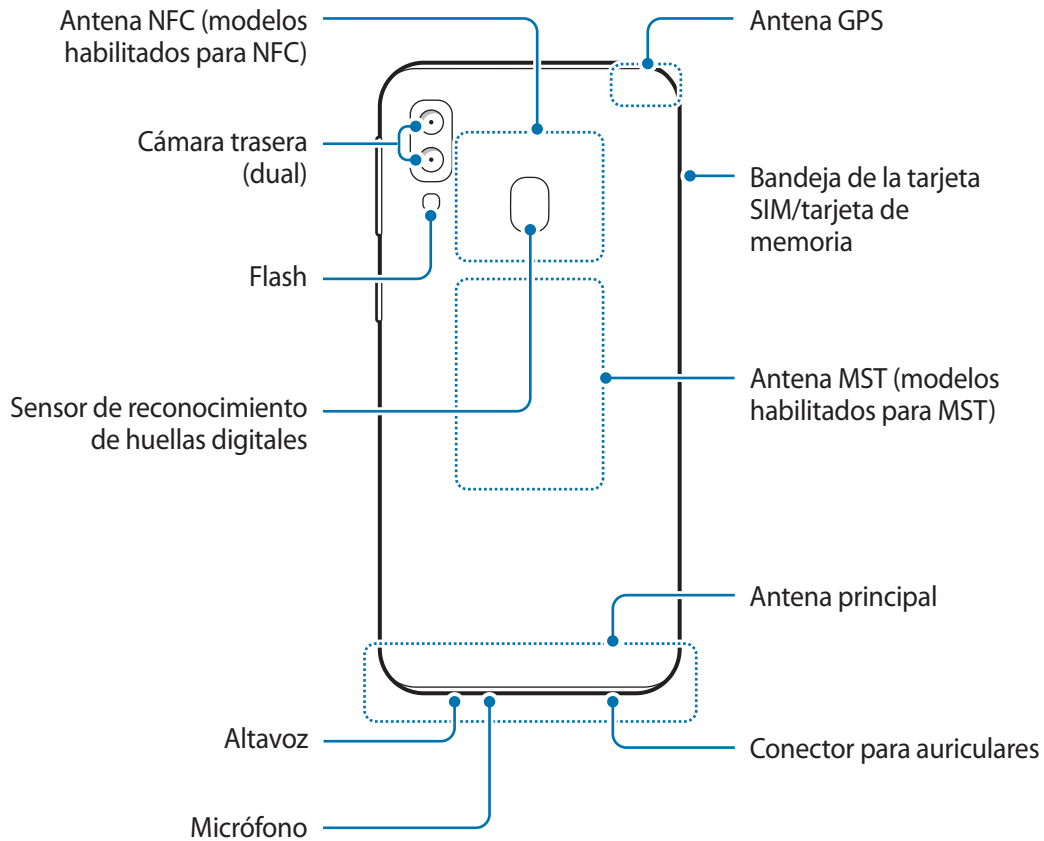 Antena NFC (modelos
habilitados para NFC)
Antena GPS
Cámara trasera
(dual)
Bandeja de la tarjeta
SIM/tarjeta de
memoria
Flash
Antena MST (modelos
habilitados para MST)
Sensor de reconocimiento
de huellas digitales
Antena principal
Altavoz
Conector para auriculares
Micrófono